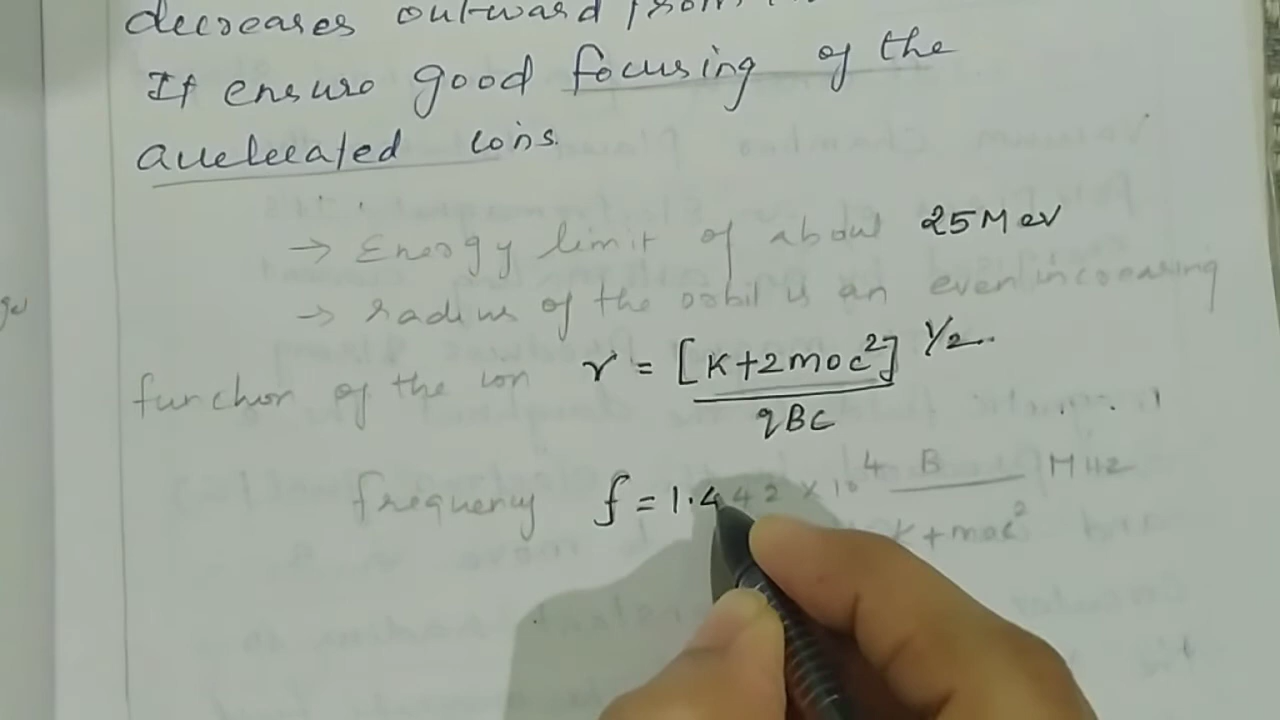 decreases outward from
It ensure good focusing of the
accelerated ions.
→ Energy limit of about 25 Mev
→ radius of the orbit is an even increasing
function of the ion r = [K+2moc²]^1/2 / qBC
frequency f = 1.442 × 10⁴ B / K+moc² MHz